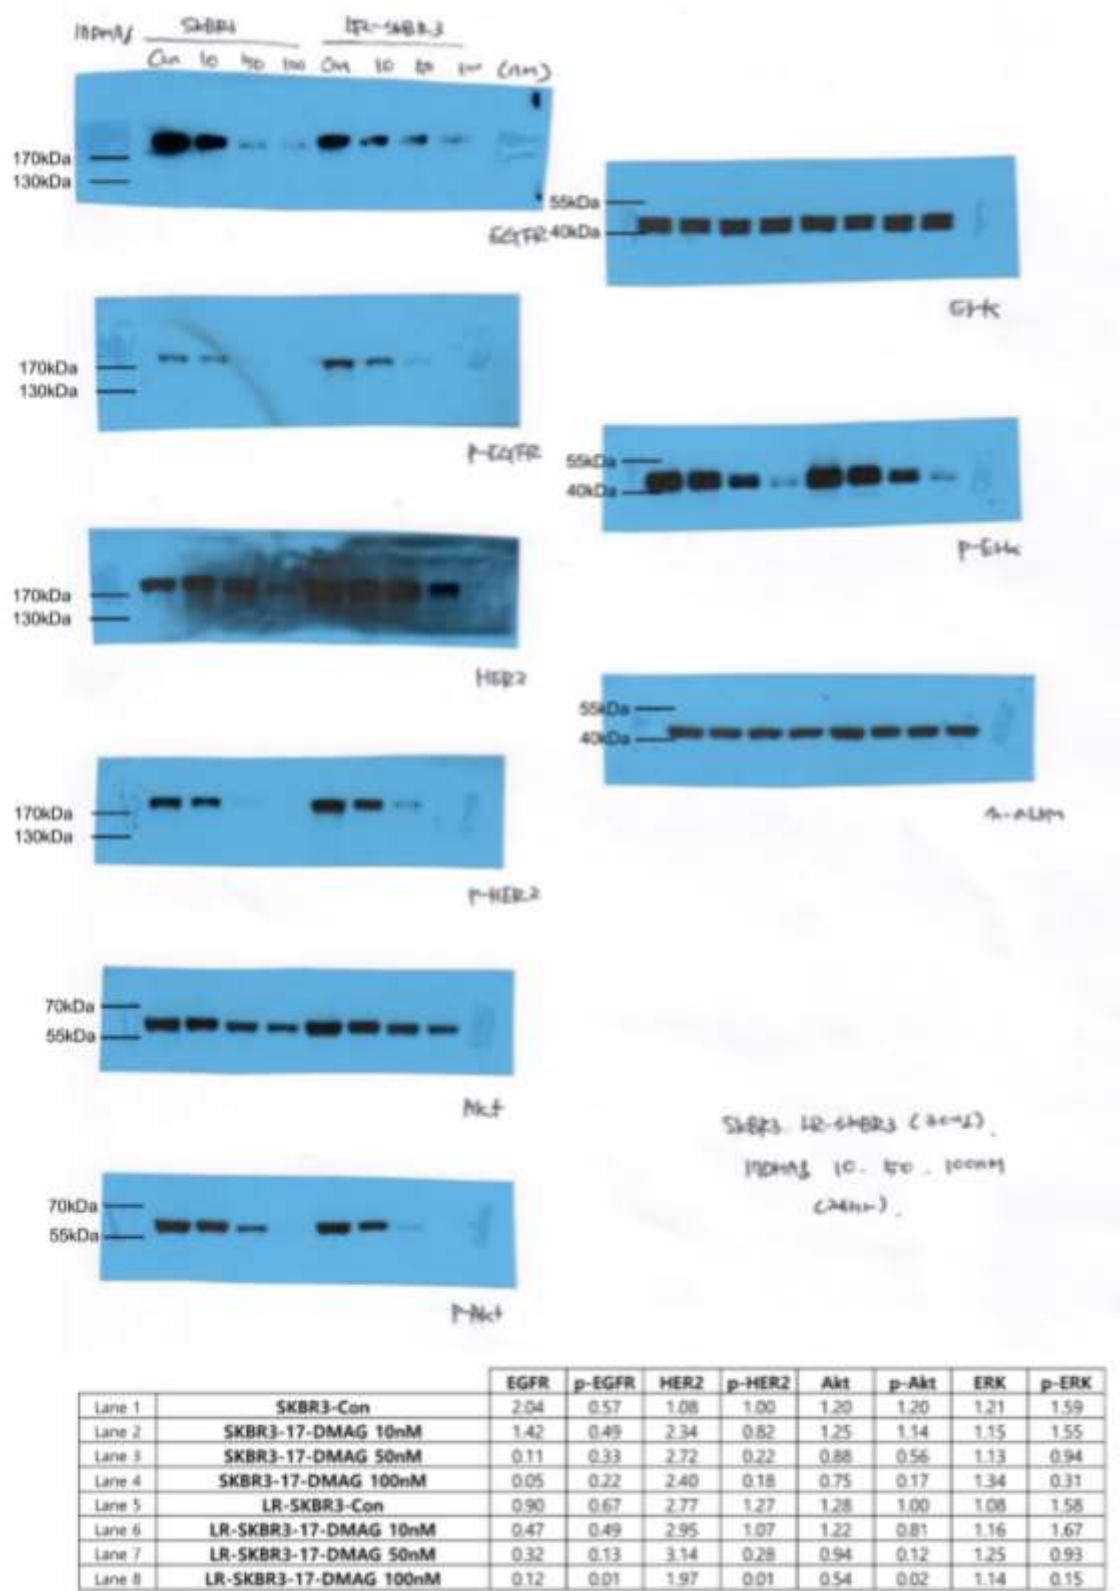 SKBR3 LR-SKBR3
Con 10 50 100 Con 10 50 100 (nM)
170kDa
130kDa
EGFR
55kDa
40kDa
Erk
170kDa
130kDa
P-EGFR
55kDa
40kDa
P-Erk
170kDa
130kDa
HER2
55kDa
40kDa
170kDa
130kDa
P-HER2
70kDa
55kDa
Akt
SKBR3 LR-SKBR3
10. 50. 100nM
(24hr).
70kDa
55kDa
P-Akt
EGFR p-EGFR HER2 p-HER2 Akt p-Akt ERK p-ERK
Lane 1 SKBR3-Con 2.04 0.57 1.08 1.00 1.20 1.20 1.21 1.59
Lane 2 SKBR3-17-DMAG 10nM 1.42 0.49 2.34 0.82 1.25 1.14 1.15 1.55
Lane 3 SKBR3-17-DMAG 50nM 0.11 0.33 2.72 0.22 0.88 0.56 1.13 0.94
Lane 4 SKBR3-17-DMAG 100nM 0.05 0.22 2.40 0.18 0.75 0.17 1.34 0.31
Lane 5 LR-SKBR3-Con 0.90 0.67 2.77 1.27 1.28 1.00 1.08 1.58
Lane 6 LR-SKBR3-17-DMAG 10nM 0.47 0.49 2.95 1.07 1.22 0.81 1.16 1.67
Lane 7 LR-SKBR3-17-DMAG 50nM 0.32 0.13 3.14 0.28 0.94 0.12 1.25 0.93
Lane 8 LR-SKBR3-17-DMAG 100nM 0.12 0.01 1.97 0.01 0.54 0.02 1.14 0.15